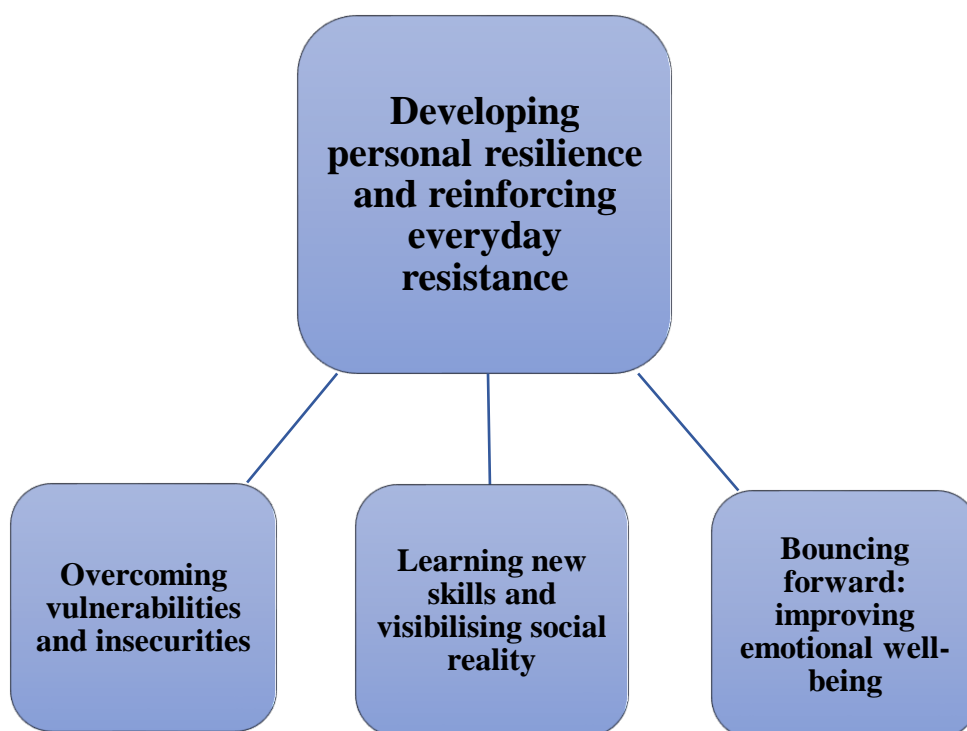 Developing
personal resilience
and reinforcing
everyday
resistance
Overcoming
vulnerabilities
and insecurities
Learning new
skills and
visibilising social
reality
Bouncing
forward:
improving
emotional well-
being